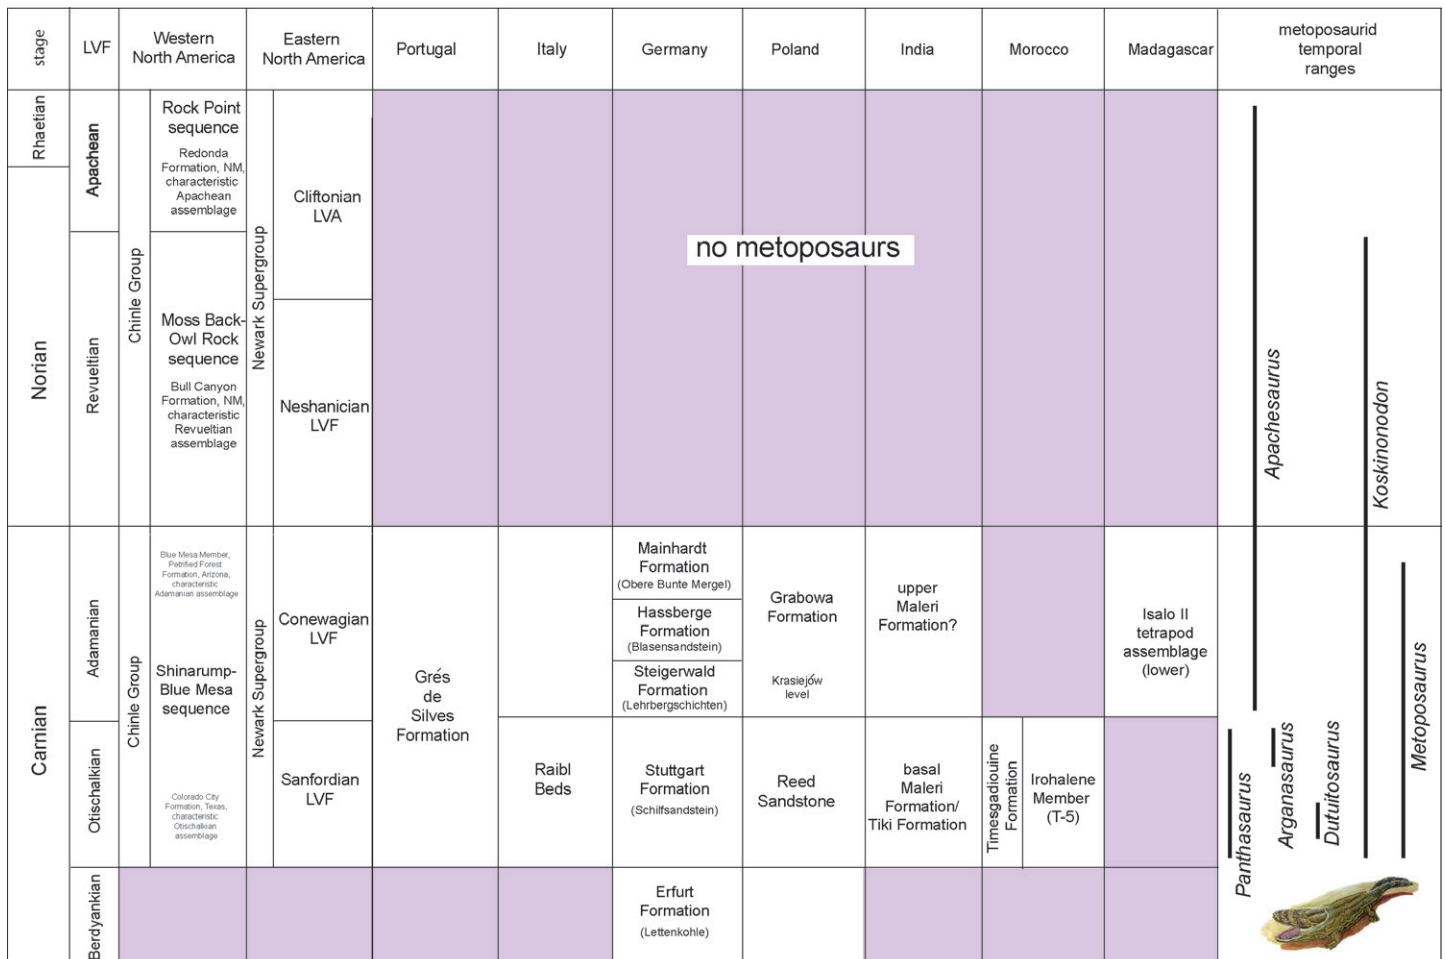 stage
LVF
Western
North America
Eastern
North America
Portugal
Italy
Germany
Poland
India
Morocco
Madagascar
metoposaurid
temporal
ranges
Rhaetian
Norian
Carnian
Apachean
Revueltian
Adamanian
Otischalkian
Berdyankian
Chinle Group
Rock Point
sequence
Redonda
Formation, NM,
characteristic
Apachean
assemblage
Moss Back-
Owl Rock
sequence
Bull Canyon
Formation, NM,
characteristic
Revueltian
assemblage
Newark Supergroup
Cliftonian
LVA
Neshanician
LVF
no metoposaurs
Chinle Group
Blue Mesa Member,
Petrified Forest
Formation, Arizona,
characteristic
Adamanian assemblage
Shinarump-
Blue Mesa
sequence
Colorado City
Formation, Texas,
characteristic
Otischalkian
assemblage
Newark Supergroup
Conewagian
LVF
Sanfordian
LVF
Grés
de
Silves
Formation
Raibl
Beds
Mainhardt
Formation
(Obere Bunte Mergel)
Hassberge
Formation
(Blasensandstein)
Steigerwald
Formation
(Lehrbergschichten)
Stuttgart
Formation
(Schilfsandstein)
Erfurt
Formation
(Lettenkohle)
Grabowa
Formation
Krasiejów
level
Reed
Sandstone
upper
Maleri
Formation?
basal
Maleri
Formation/
Tiki Formation
Timesgadiouine
Formation
Irohalene
Member
(T-5)
Isalo II
tetrapod
assemblage
(lower)
Panthasaurus
Apachesaurus
Arganasaurus
Dutuitosaurus
Koskinonodon
Metoposaurus